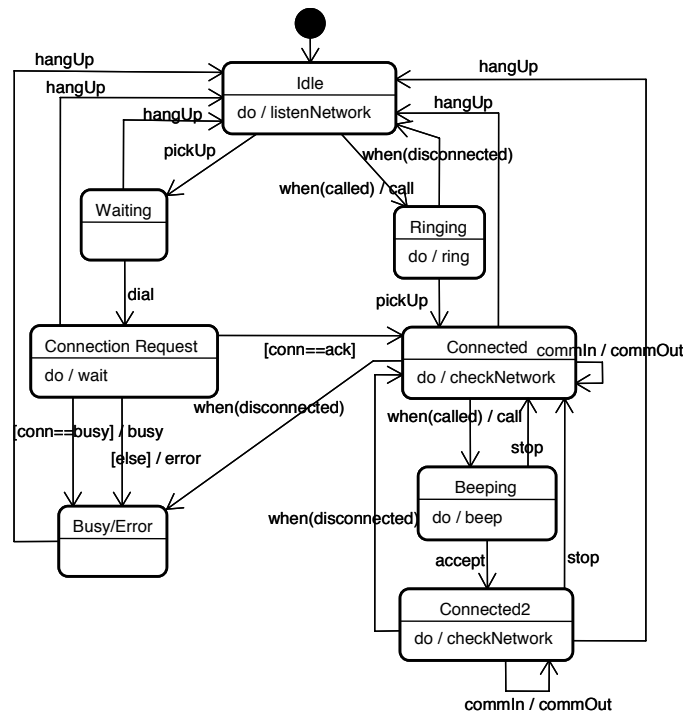 hangUp
hangUp
Idle
hangUp
do / listenNetwork
hangUp
hangUp
pickUp
when(disconnected)
when(called) / call
Waiting
Ringing
do / ring
dial
pickUp
Connection Request
do / wait
[conn==ack]
Connected
commIn / commOut
do / checkNetwork
when(disconnected)
when(called) / call
[conn==busy] / busy
stop
[else] / error
Beeping
do / beep
Busy/Error
when(disconnected)
accept
stop
Connected2
do / checkNetwork
commIn / commOut